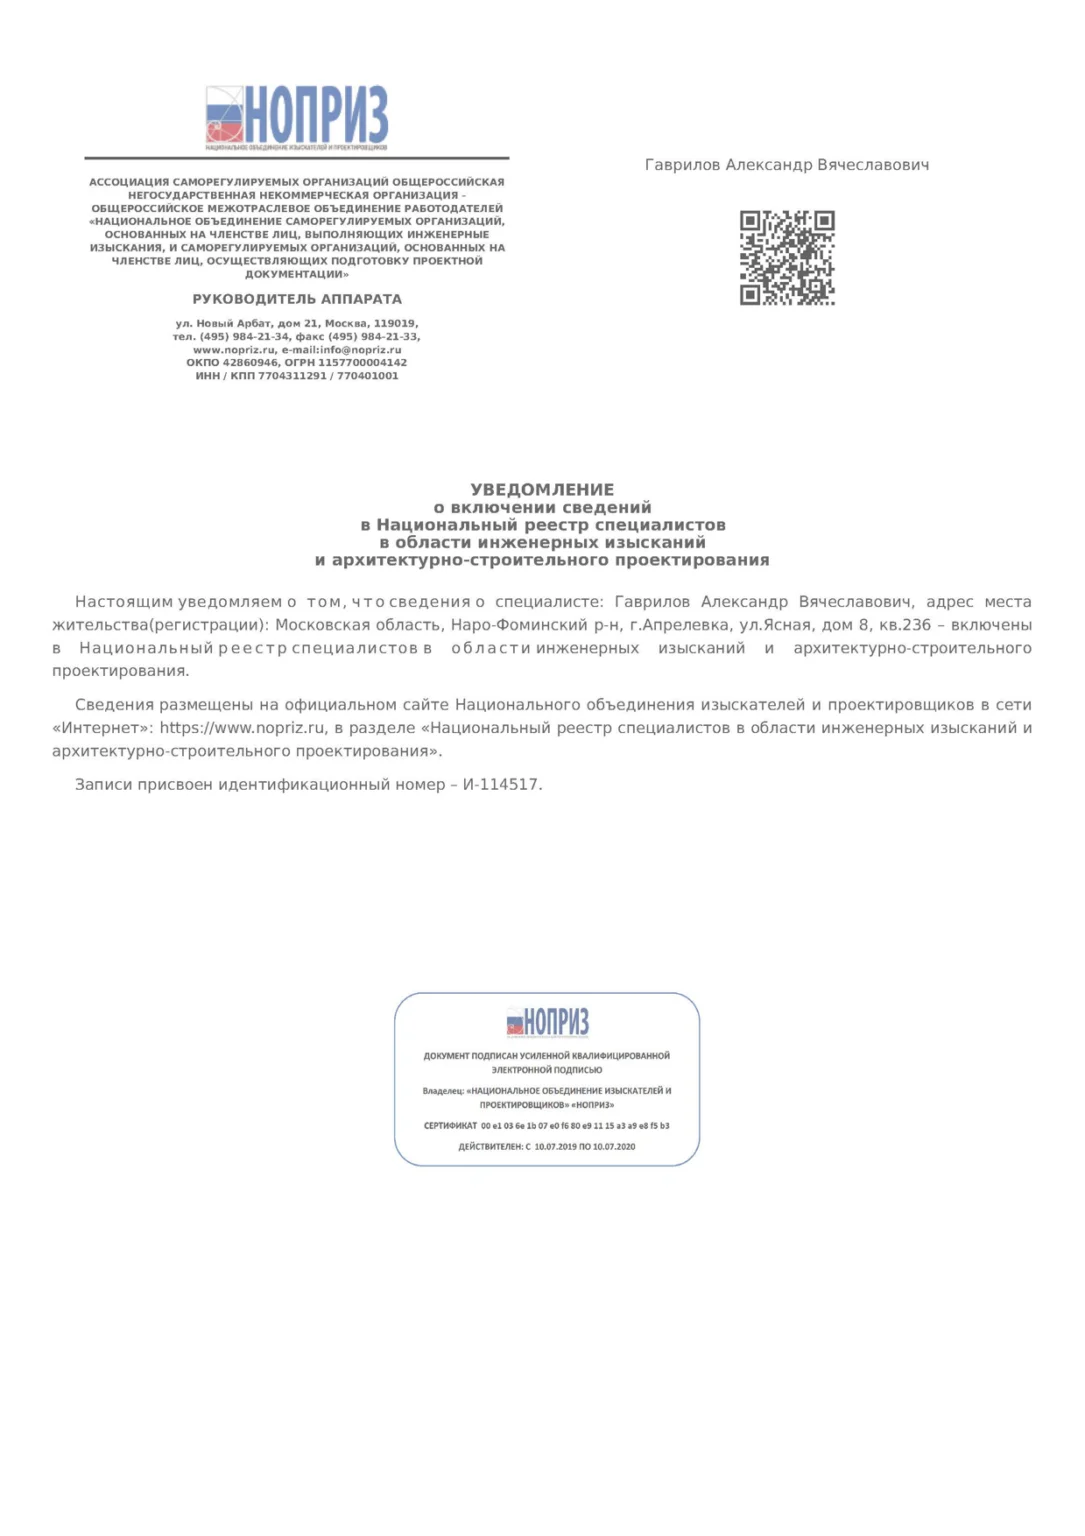 НОПРИЗ
НАЦИОНАЛЬНОЕ ОБЪЕДИНЕНИЕ ИЗЫСКАТЕЛЕЙ И ПРОЕКТИРОВЩИКОВ
АССОЦИАЦИЯ САМОРЕГУЛИРУЕМЫХ ОРГАНИЗАЦИЙ ОБЩЕРОССИЙСКАЯ
НЕГОСУДАРСТВЕННАЯ НЕКОММЕРЧЕСКАЯ ОРГАНИЗАЦИЯ -
ОБЩЕРОССИЙСКОЕ МЕЖОТРАСЛЕВОЕ ОБЪЕДИНЕНИЕ РАБОТОДАТЕЛЕЙ
«НАЦИОНАЛЬНОЕ ОБЪЕДИНЕНИЕ САМОРЕГУЛИРУЕМЫХ ОРГАНИЗАЦИЙ,
ОСНОВАННЫХ НА ЧЛЕНСТВЕ ЛИЦ, ВЫПОЛНЯЮЩИХ ИНЖЕНЕРНЫЕ
ИЗЫСКАНИЯ, И САМОРЕГУЛИРУЕМЫХ ОРГАНИЗАЦИЙ, ОСНОВАННЫХ НА
ЧЛЕНСТВЕ ЛИЦ, ОСУЩЕСТВЛЯЮЩИХ ПОДГОТОВКУ ПРОЕКТНОЙ
ДОКУМЕНТАЦИИ»
РУКОВОДИТЕЛЬ АППАРАТА
ул. Новый Арбат, дом 21, Москва, 119019,
тел. (495) 984-21-34, факс (495) 984-21-33,
www.nopriz.ru, e-mail:info@nopriz.ru
ОКПО 42860946, ОГРН 1157700004142
ИНН / КПП 7704311291 / 770401001
Гаврилов Александр Вячеславович
УВЕДОМЛЕНИЕ
о включении сведений
в Национальный реестр специалистов
в области инженерных изысканий
и архитектурно-строительного проектирования
Настоящим уведомляем о том, что сведения о специалисте: Гаврилов Александр Вячеславович, адрес места
жительства(регистрации): Московская область, Наро-Фоминский р-н, г.Апрелевка, ул.Ясная, дом 8, кв.236 – включены
в Национальный реестр специалистов в области инженерных изысканий и архитектурно-строительного
проектирования.
Сведения размещены на официальном сайте Национального объединения изыскателей и проектировщиков в сети
«Интернет»: https://www.nopriz.ru, в разделе «Национальный реестр специалистов в области инженерных изысканий и
архитектурно-строительного проектирования».
Записи присвоен идентификационный номер – И-114517.
НОПРИЗ
ДОКУМЕНТ ПОДПИСАН УСИЛЕННОЙ КВАЛИФИЦИРОВАННОЙ
ЭЛЕКТРОННОЙ ПОДПИСЬЮ
Владелец: «НАЦИОНАЛЬНОЕ ОБЪЕДИНЕНИЕ ИЗЫСКАТЕЛЕЙ И
ПРОЕКТИРОВЩИКОВ» «НОПРИЗ»
СЕРТИФИКАТ 00 e1 03 6e 1b 07 e0 f6 80 e9 11 15 a3 a9 e8 f5 b3
ДЕЙСТВИТЕЛЕН: С 10.07.2019 ПО 10.07.2020